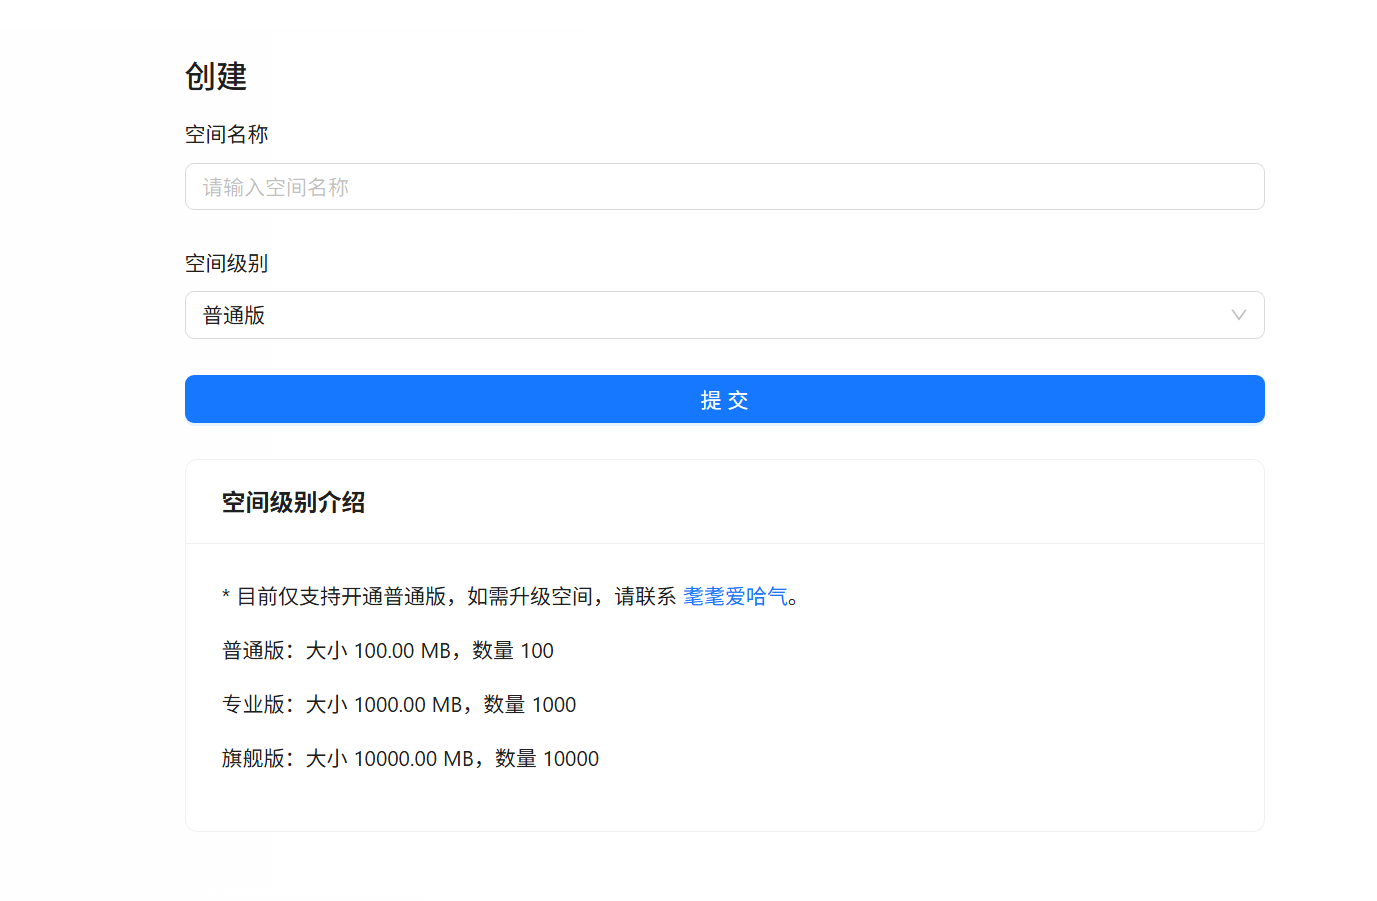 创建
空间名称
请输入空间名称
空间级别
普通版
提 交
空间级别介绍
* 目前仅支持开通普通版，如需升级空间，请联系 耄耄爱哈气。
普通版：大小 100.00 MB，数量 100
专业版：大小 1000.00 MB，数量 1000
旗舰版：大小 10000.00 MB，数量 10000